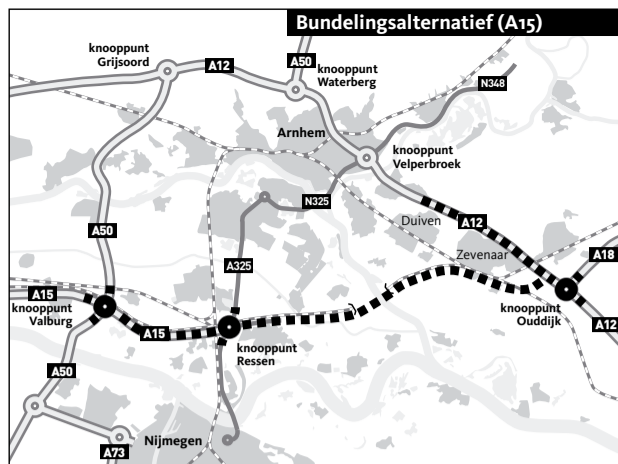 Bundelingsalternatief (A15)
knooppunt
Grijsoord
A12
A50
knooppunt
Waterberg
N348
Arnhem
knooppunt
Velperbroek
N325
A50
Duiven
A12
A325
Zevenaar
A18
A15
knooppunt
Valburg
A15
knooppunt
Ressen
knooppunt
Ouddijk
A12
A50
Nijmegen
A73